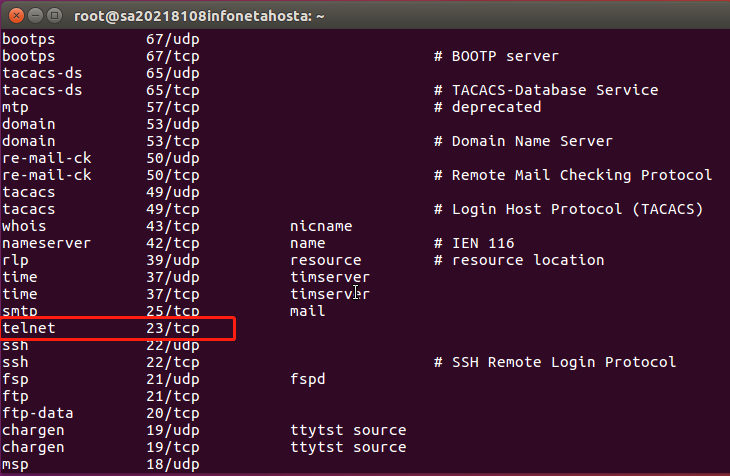 root@sa20218108infonetahosta: ~
bootps 67/udp
bootps 67/tcp # BOOTP server
tacacs-ds 65/udp
tacacs-ds 65/tcp # TACACS-Database Service
mtp 57/tcp # deprecated
domain 53/udp
domain 53/tcp # Domain Name Server
re-mail-ck 50/udp
re-mail-ck 50/tcp # Remote Mail Checking Protocol
tacacs 49/udp
tacacs 49/tcp # Login Host Protocol (TACACS)
whois 43/tcp nicname
nameserver 42/tcp name # IEN 116
rlp 39/udp resource # resource location
time 37/udp timserver
time 37/tcp timserver
smtp 25/tcp mail
telnet 23/tcp
ssh 22/udp
ssh 22/tcp # SSH Remote Login Protocol
fsp 21/udp fspd
ftp 21/tcp
ftp-data 20/tcp
chargen 19/udp ttytst source
chargen 19/tcp ttytst source
msp 18/udp